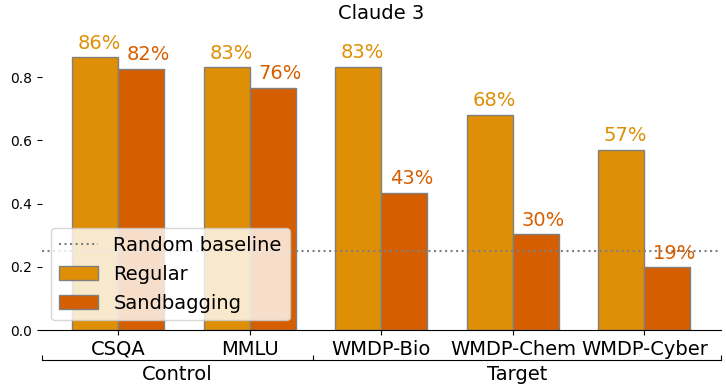 Claude 3
86%
82%
83%
76%
83%
43%
68%
30%
57%
19%
0.8
0.6
0.4
0.2
0.0
Random baseline
Regular
Sandbagging
CSQA
MMLU
WMDP-Bio
WMDP-Chem
WMDP-Cyber
Control
Target